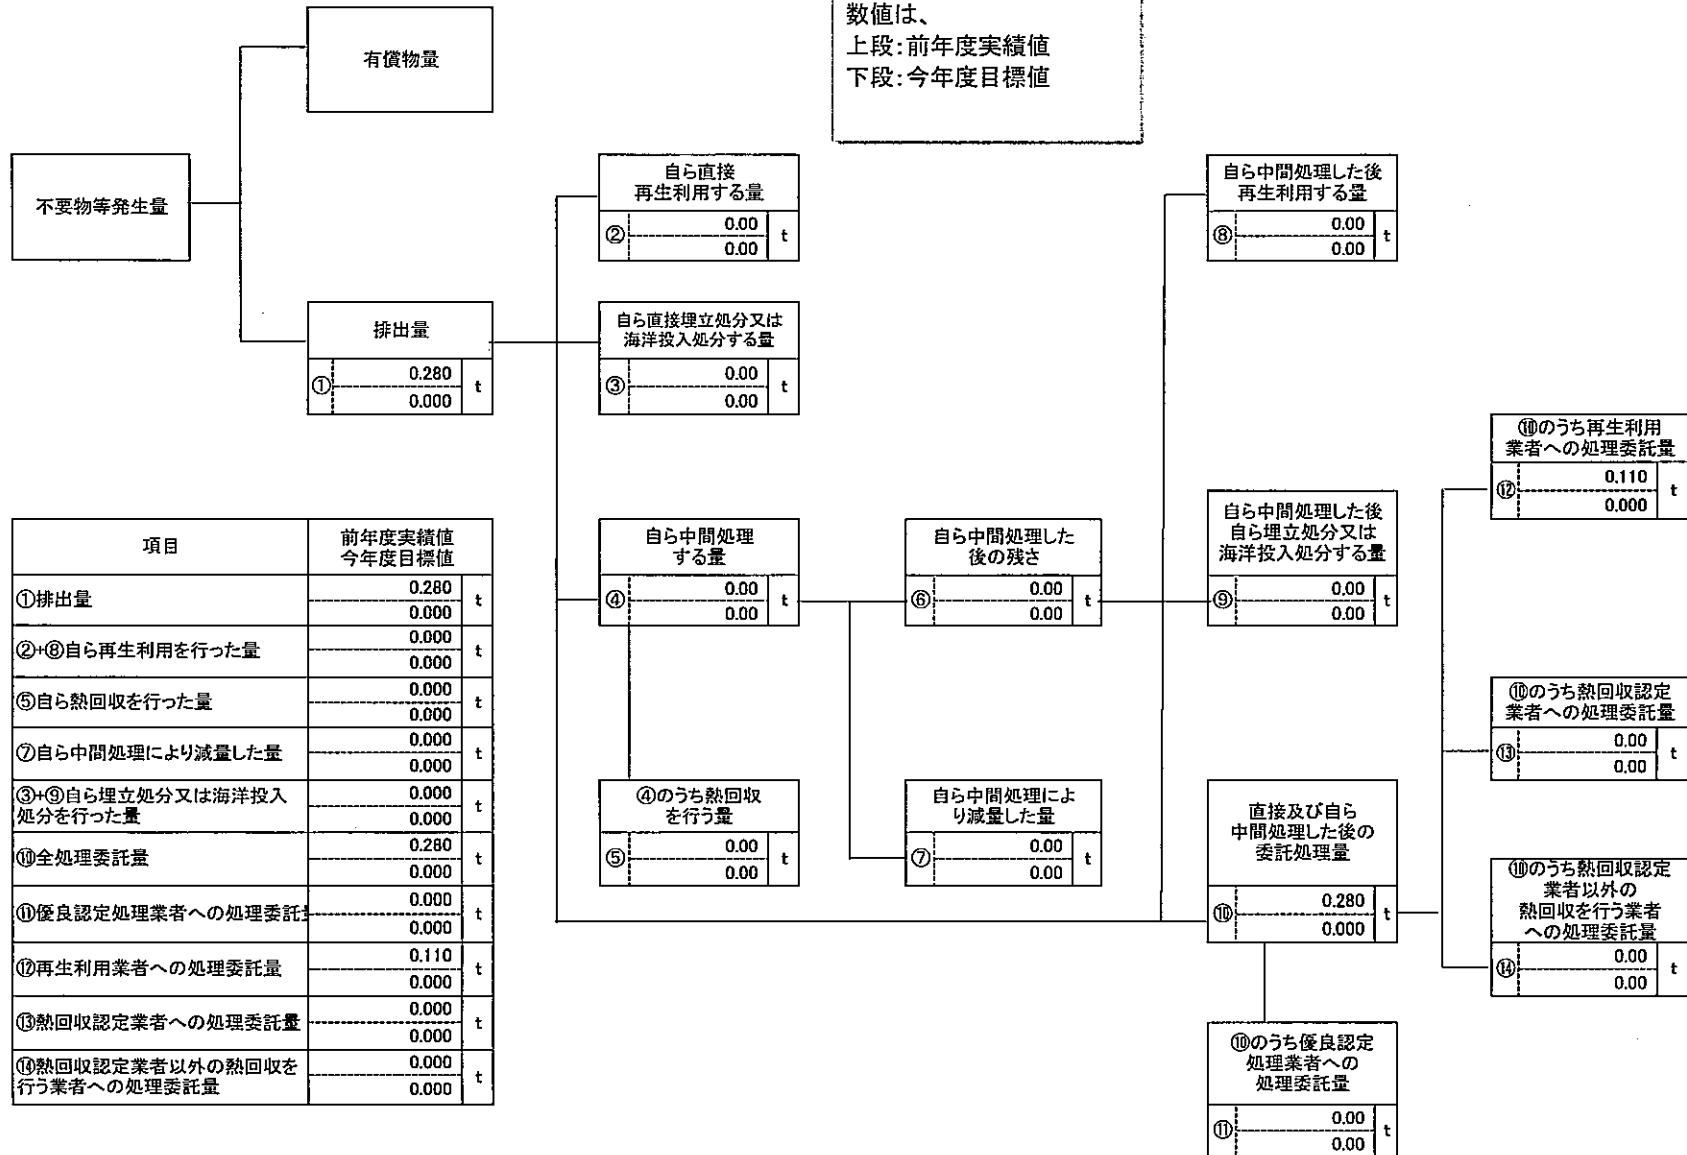 数値は、
上段:前年度実績値
下段:今年度目標値
有償物量
不要物等発生量
排出量
① 0.280 t
0.000
自ら直接
再生利用する量
② 0.00 t
0.00
自ら直接埋立処分又は
海洋投入処分する量
③ 0.00 t
0.00
自ら中間処理
する量
④ 0.00 t
0.00
④のうち熱回収
を行う量
⑤ 0.00 t
0.00
自ら中間処理した
後の残さ
⑥ 0.00 t
0.00
自ら中間処理によ
り減量した量
⑦ 0.00 t
0.00
自ら中間処理した後
再生利用する量
⑧ 0.00 t
0.00
自ら中間処理した後
自ら埋立処分又は
海洋投入処分する量
⑨ 0.00 t
0.00
直接及び自ら
中間処理した後の
委託処理量
⑩ 0.280 t
0.000
⑩のうち優良認定
処理業者への
処理委託量
⑪ 0.00 t
0.00
⑩のうち再生利用
業者への処理委託量
⑫ 0.110 t
0.000
⑩のうち熱回収認定
業者への処理委託量
⑬ 0.00 t
0.00
⑩のうち熱回収認定
業者以外の
熱回収を行う業者
への処理委託量
⑭ 0.00 t
0.00
項目 前年度実績値
今年度目標値
①排出量 0.280 t
0.000
②+⑧自ら再生利用を行った量 0.000 t
0.000
⑤自ら熱回収を行った量 0.000 t
0.000
⑦自ら中間処理により減量した量 0.000 t
0.000
③+⑨自ら埋立処分又は海洋投入
処分を行った量 0.000 t
0.000
⑩全処理委託量 0.280 t
0.000
⑪優良認定処理業者への処理委託 0.000 t
0.000
⑫再生利用業者への処理委託量 0.110 t
0.000
⑬熱回収認定業者への処理委託量 0.000 t
0.000
⑭熱回収認定業者以外の熱回収を
行う業者への処理委託量 0.000 t
0.000